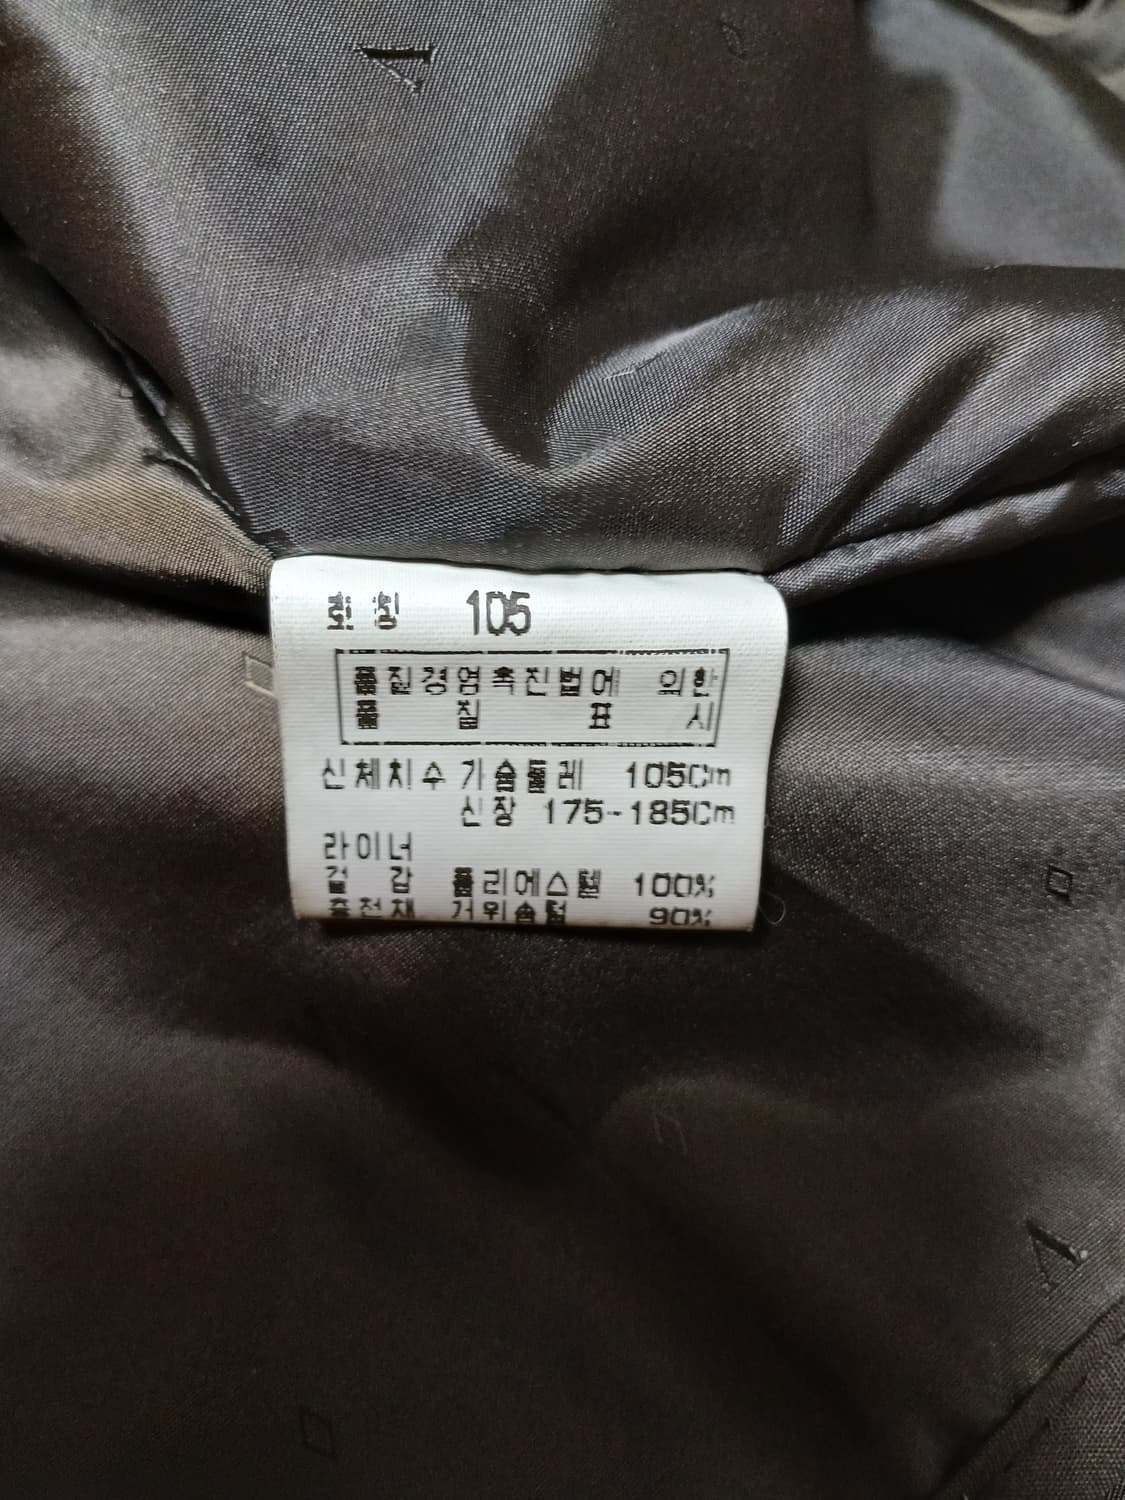 호칭 105
품질경영촉진법에 의한
품 질 표 시
신체치수 가슴둘레 105Cm
신장 175~185Cm
라이너
겉 감 폴리에스텔 100%
충전재 거위솜털 90%